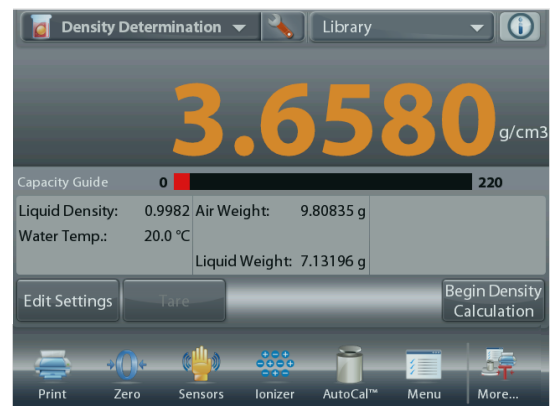 Density Determination Library
3.6580 g/cm3
Capacity Guide 0 220
Liquid Density: 0.9982 Air Weight: 9.80835 g
Water Temp.: 20.0 °C
Liquid Weight: 7.13196 g
Edit Settings Tare Begin Density
Calculation
Print Zero Sensors Ionizer AutoCal™ Menu More...